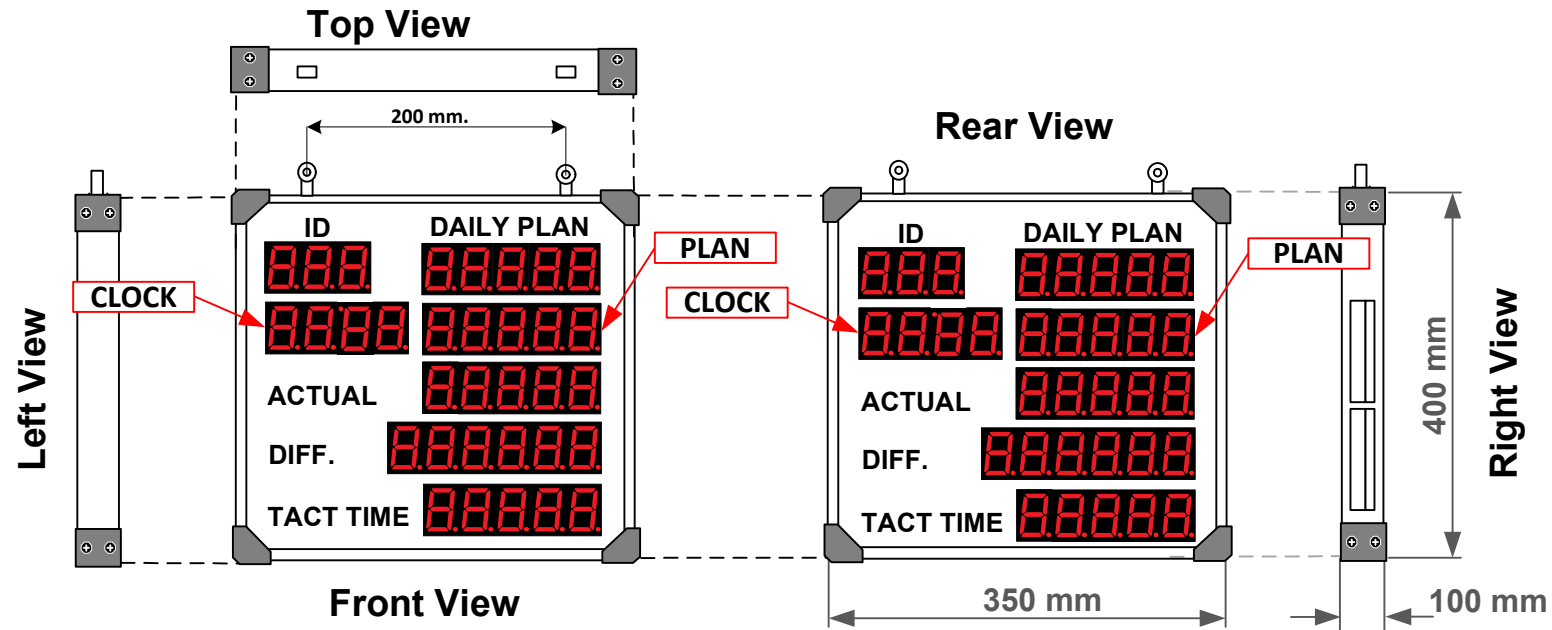 Top View
200 mm.
Rear View
ID
DAILY PLAN
PLAN
CLOCK
ACTUAL
DIFF.
TACT TIME
Left View
Front View
ID
DAILY PLAN
PLAN
CLOCK
ACTUAL
DIFF.
TACT TIME
400 mm
Right View
350 mm
100 mm